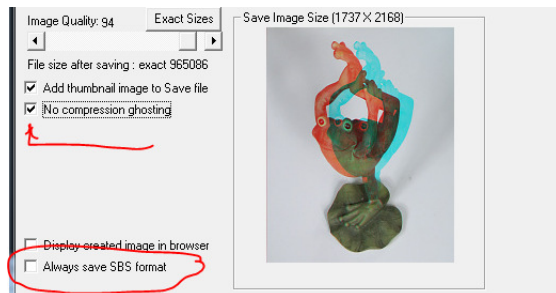 Image Quality: 94
Exact Sizes
File size after saving : exact 965086
Add thumbnail image to Save file
No compression ghosting
Display created image in browser
Always save SBS format
Save Image Size (1737 X 2168)